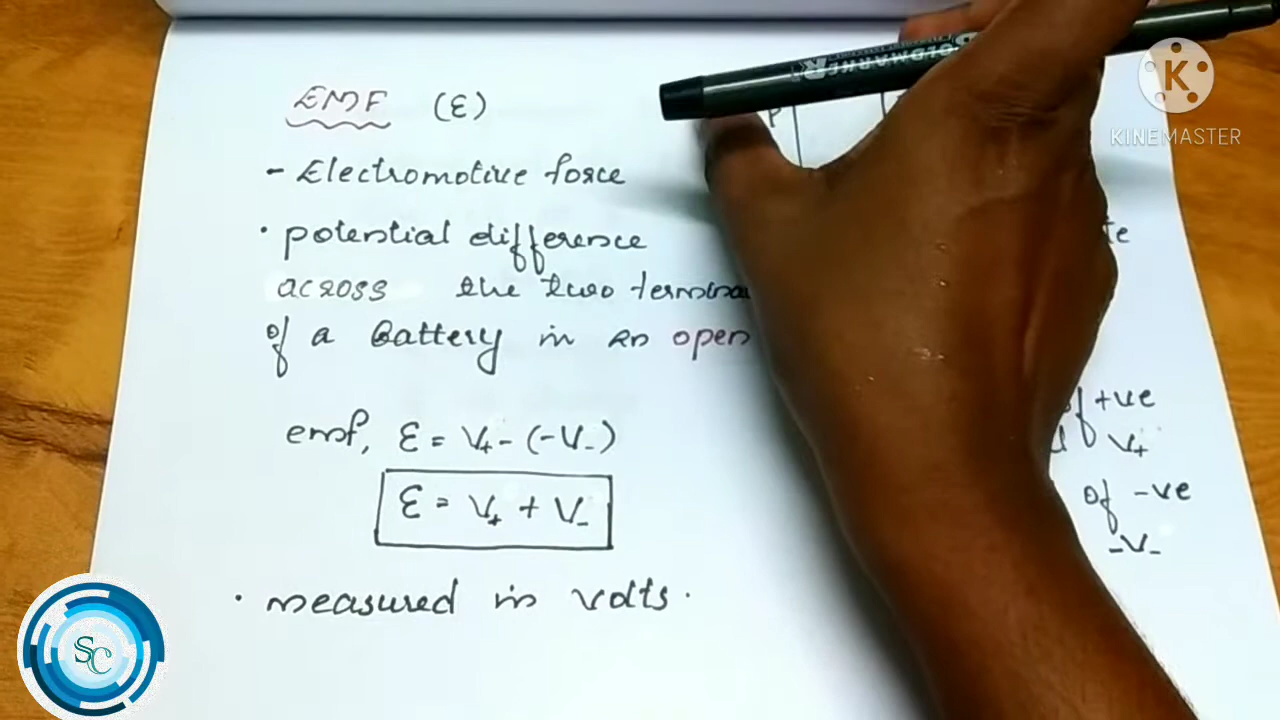 EMF (ε)
- Electromotive force
• potential difference
across the two
of a Battery in an open
emf, ε = V₊ - (-V₋)
ε = V₊ + V₋
• measured in volts.
P
of +ve
V₊
of -ve
-V₋
K
KINEMASTER
SC